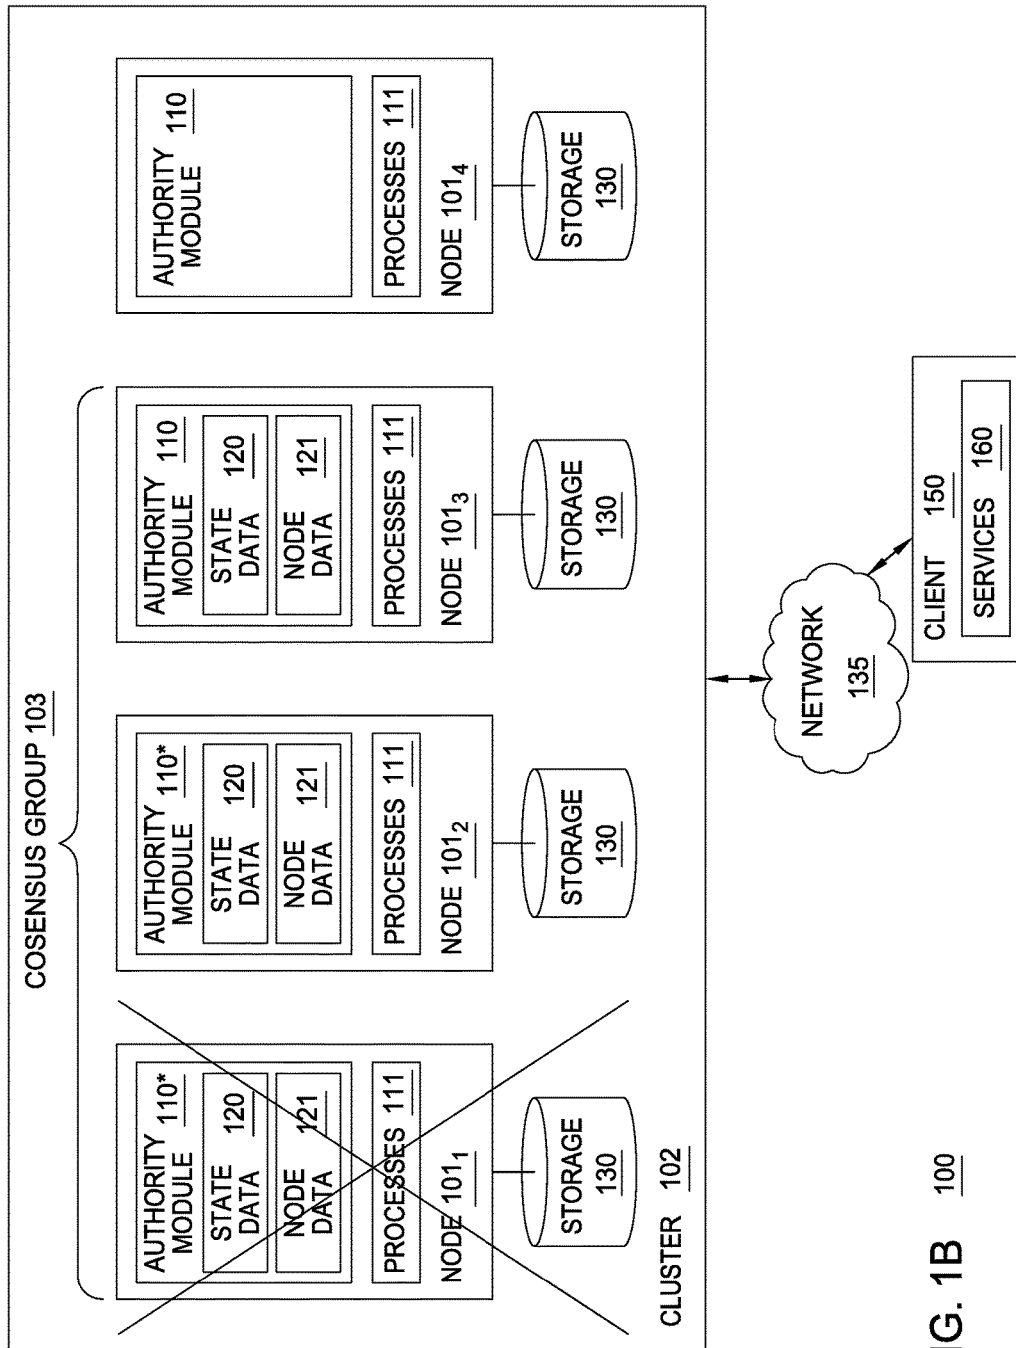 COSENSUS GROUP 103
AUTHORITY
MODULE 110*
STATE
DATA 120
NODE
DATA 121
PROCESSES 111
NODE 101₁
STORAGE
130
AUTHORITY
MODULE 110*
STATE
DATA 120
NODE
DATA 121
PROCESSES 111
NODE 101₂
STORAGE
130
AUTHORITY
MODULE 110
STATE
DATA 120
NODE
DATA 121
PROCESSES 111
NODE 101₃
STORAGE
130
AUTHORITY
MODULE 110
PROCESSES 111
NODE 101₄
STORAGE
130
CLUSTER 102
NETWORK
135
CLIENT 150
SERVICES 160
IG. 1B 100